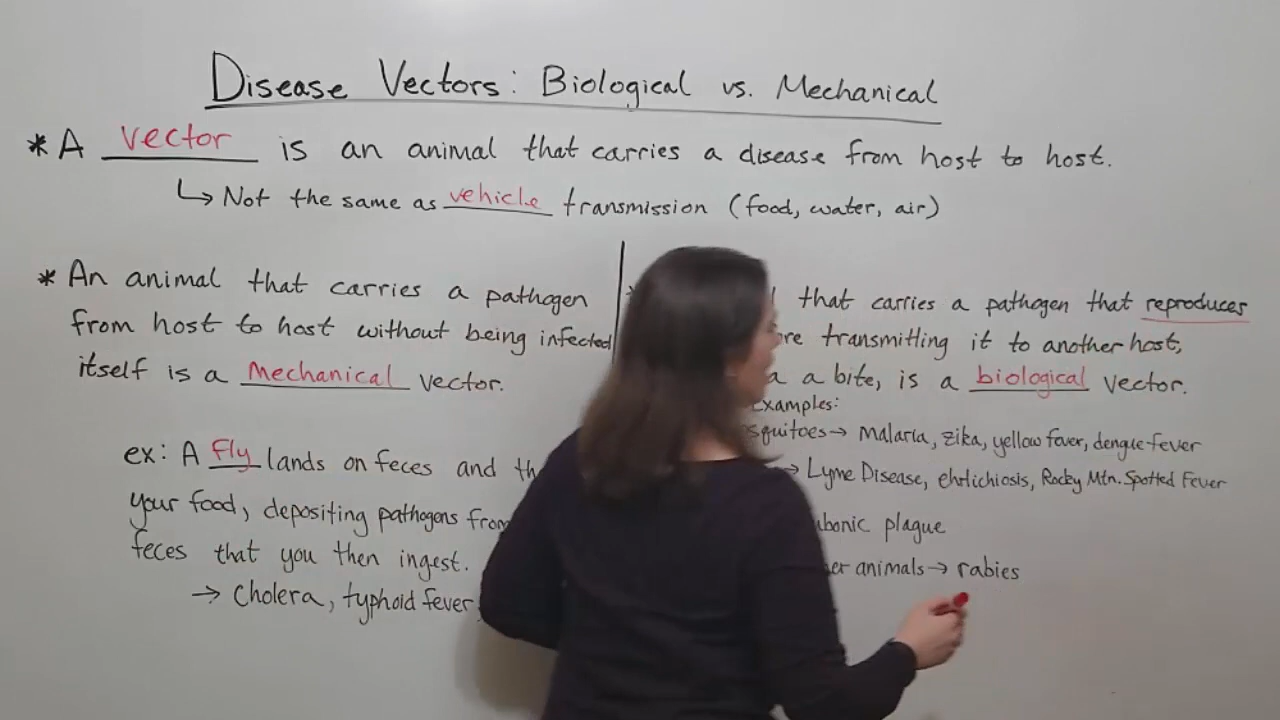 Disease Vectors: Biological vs. Mechanical
* A vector is an animal that carries a disease from host to host.
↳ Not the same as vehicle transmission (food, water, air)
* An animal that carries a pathogen
from host to host without being infected
itself is a Mechanical vector.
ex: A Fly lands on feces and
your food, depositing pathogens from
feces that you then ingest.
→ Cholera, typhoid fever
that carries a pathogen that reproduces
transmitting it to another host,
a bite, is a biological vector.
Examples:
→ Malaria, zika, yellow fever, dengue fever
→ Lyme Disease, ehrlichiosis, Rocky Mtn. Spotted Fever
plague
animals → rabies